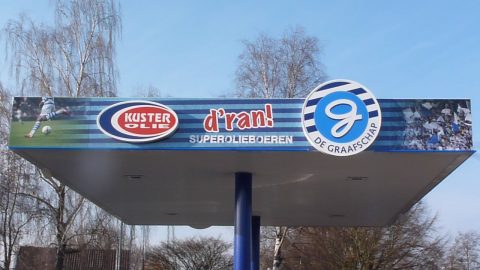 KUSTER
OLIE
d'ran!
SUPEROLIEBOEREN
G
DE GRAAFSCHAP